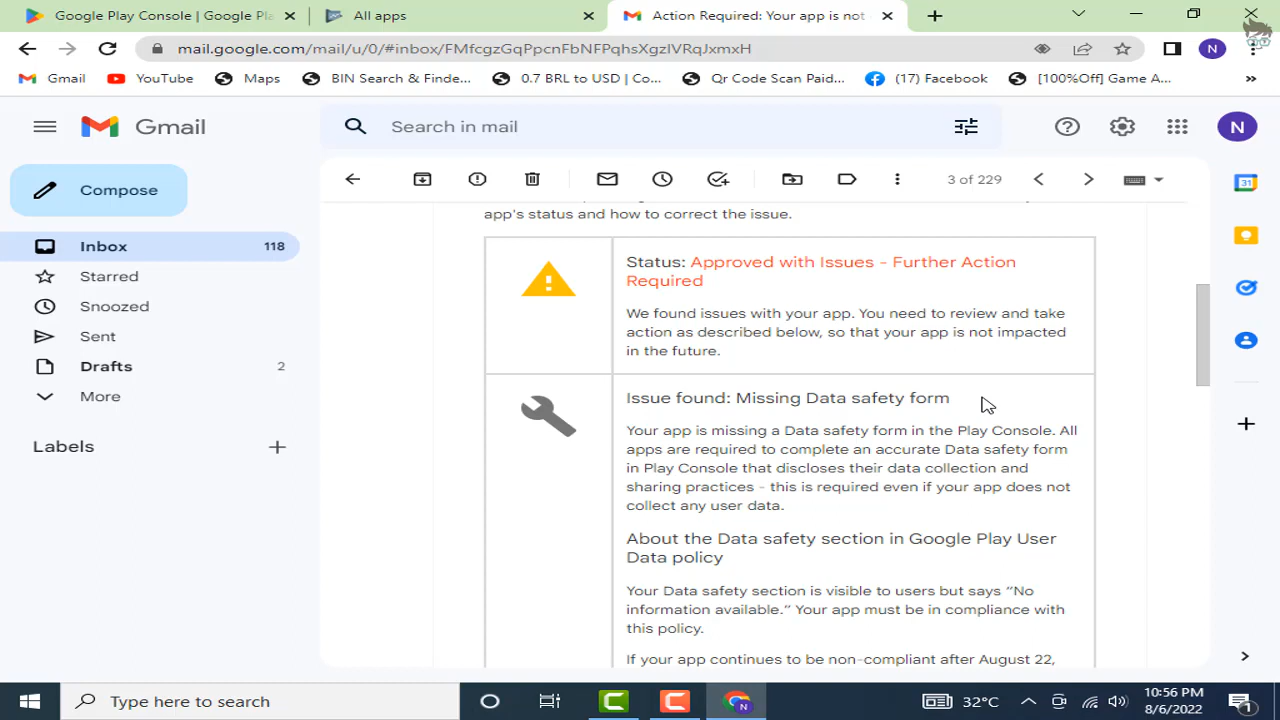 Google Play Console | Google Pla
All apps
Action Required: Your app is not
mail.google.com/mail/u/0/#inbox/FMfcgzGqPpcnFbNFPqhsXgzlVRqJxmxH
N
Gmail
YouTube
Maps
BIN Search & Finde...
0.7 BRL to USD | Co...
Qr Code Scan Paid...
(17) Facebook
[100%Off] Game A...
Gmail
Search in mail
N
Compose
3 of 229
Inbox 118
Starred
Snoozed
Sent
Drafts 2
More
Labels
app's status and how to correct the issue.
Status: Approved with Issues - Further Action
Required
We found issues with your app. You need to review and take
action as described below, so that your app is not impacted
in the future.
Issue found: Missing Data safety form
Your app is missing a Data safety form in the Play Console. All
apps are required to complete an accurate Data safety form
in Play Console that discloses their data collection and
sharing practices - this is required even if your app does not
collect any user data.
About the Data safety section in Google Play User
Data policy
Your Data safety section is visible to users but says “No
information available.” Your app must be in compliance with
this policy.
If your app continues to be non-compliant after August 22,
31
Type here to search
N
32°C
10:56 PM
8/6/2022
1